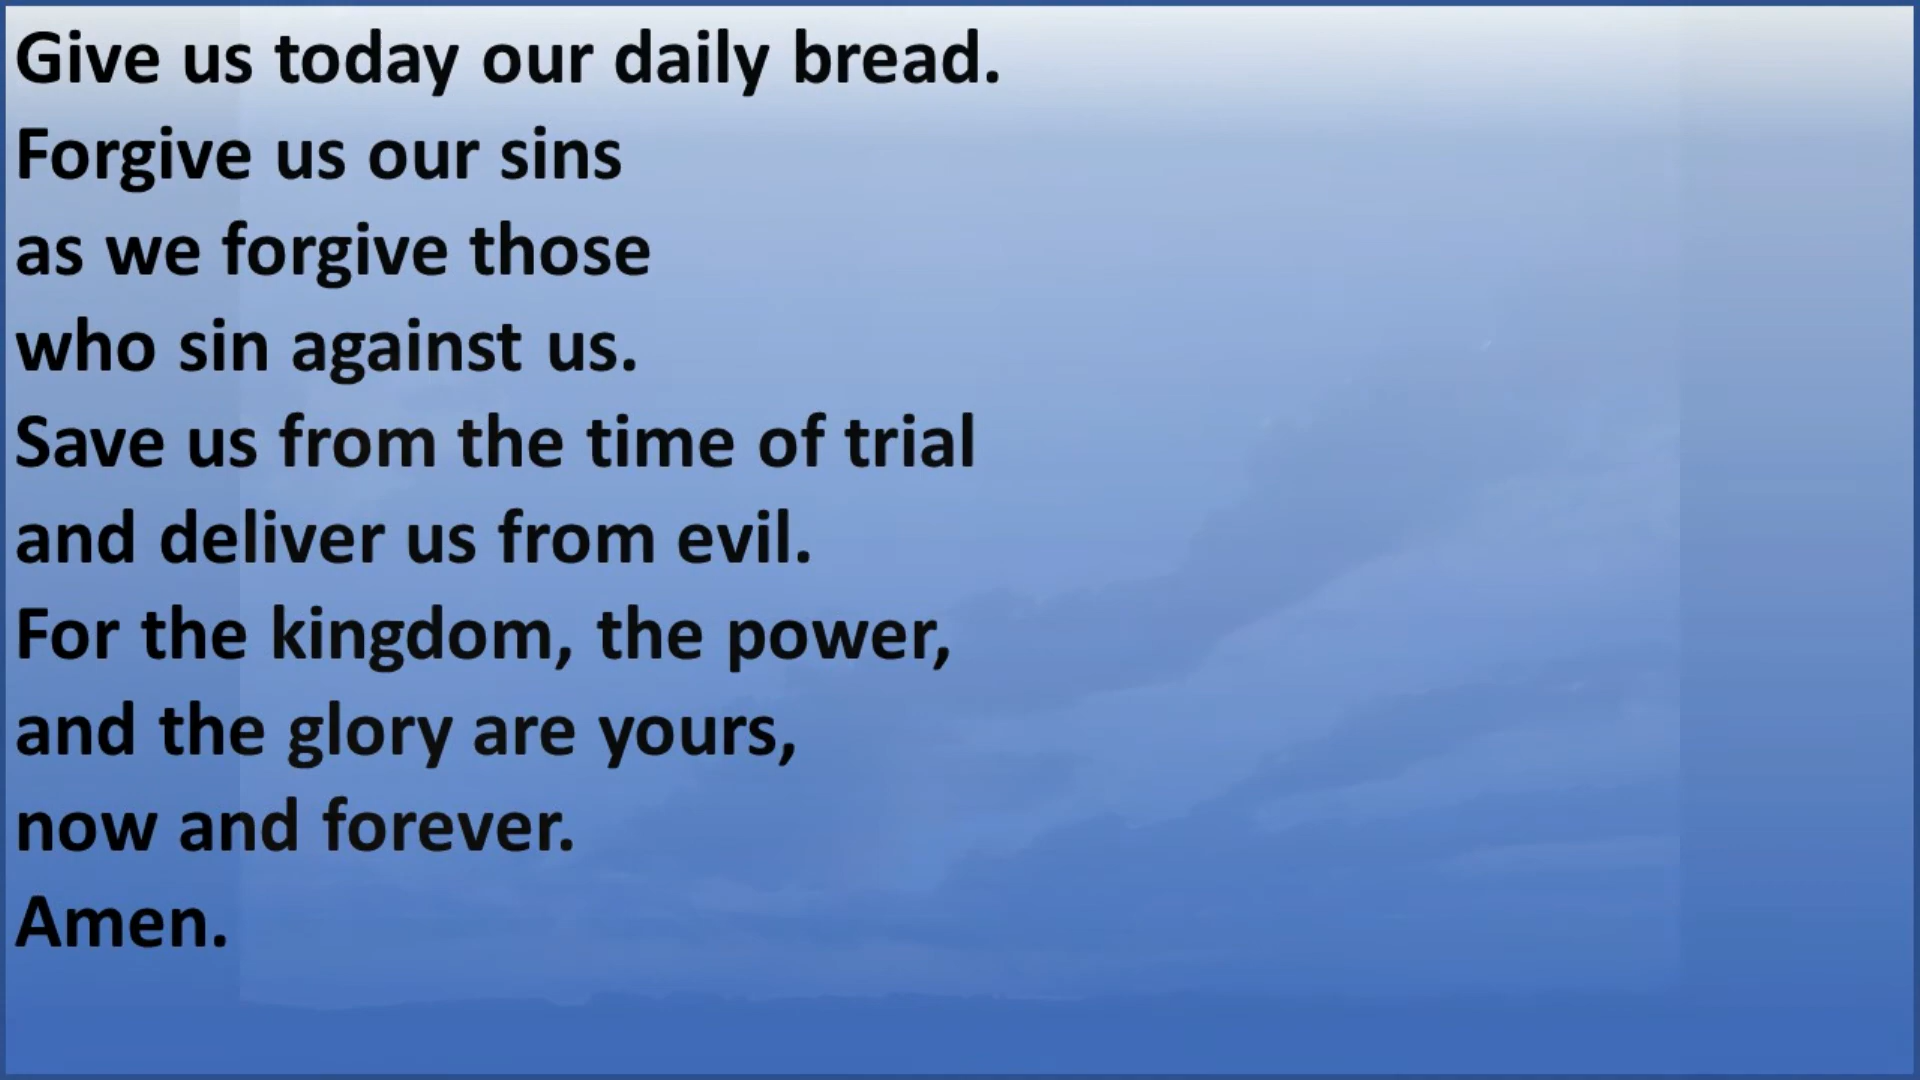 Give us today our daily bread.
Forgive us our sins
as we forgive those
who sin against us.
Save us from the time of trial
and deliver us from evil.
For the kingdom, the power,
and the glory are yours,
now and forever.
Amen.